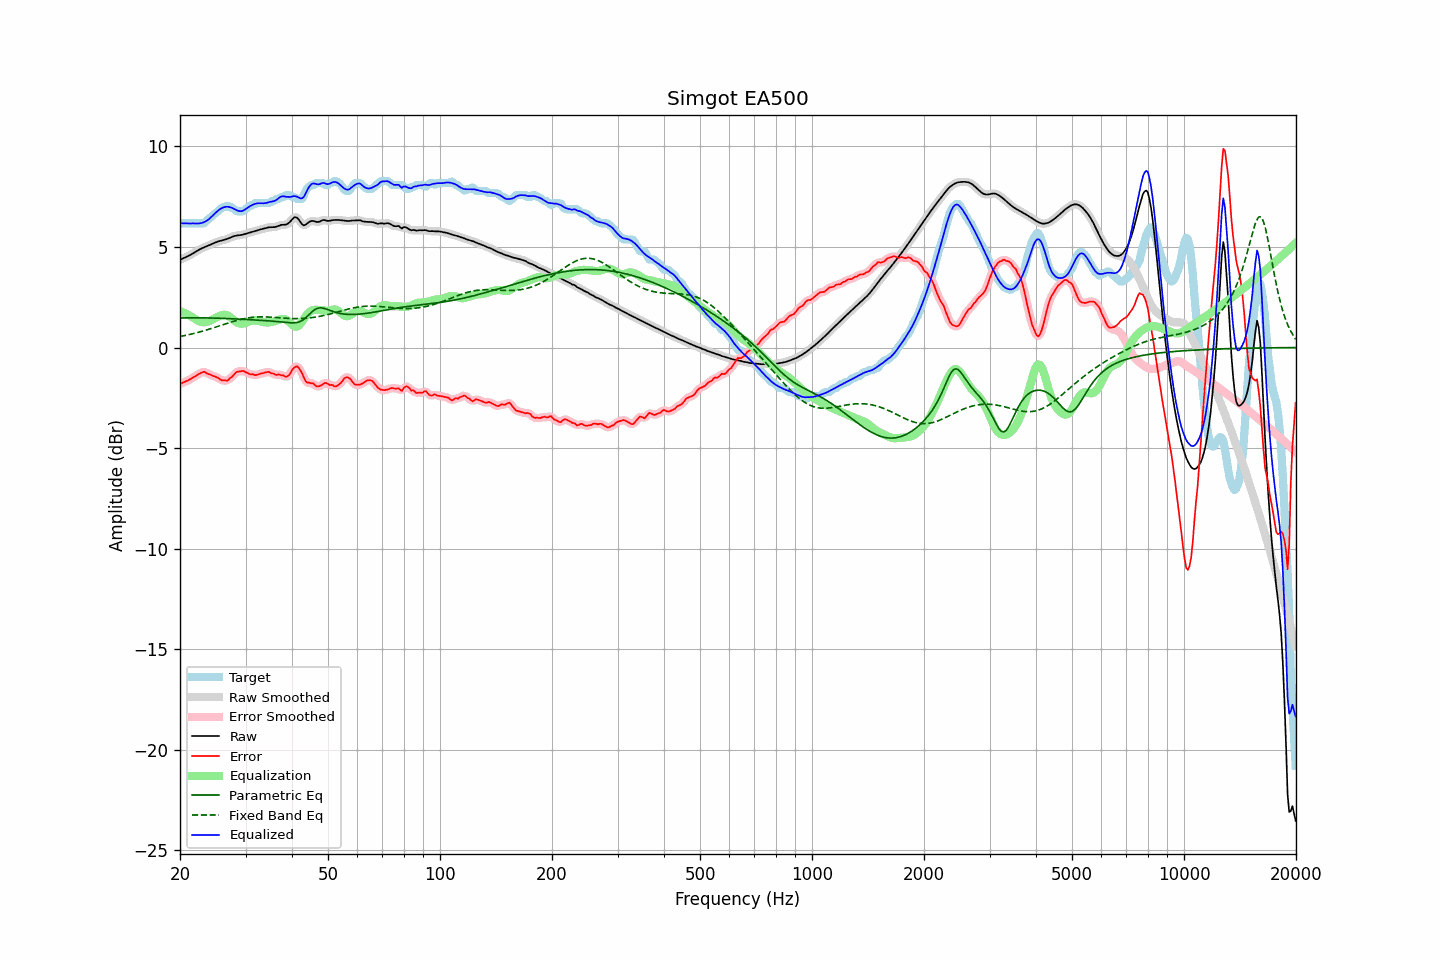 Simgot EA500
Amplitude (dBr)
10
5
0
−5
−10
−15
−20
−25
Target
Raw Smoothed
Error Smoothed
Raw
Error
Equalization
Parametric Eq
Fixed Band Eq
Equalized
20 50 100 200 500 1000 2000 5000 10000 20000
Frequency (Hz)